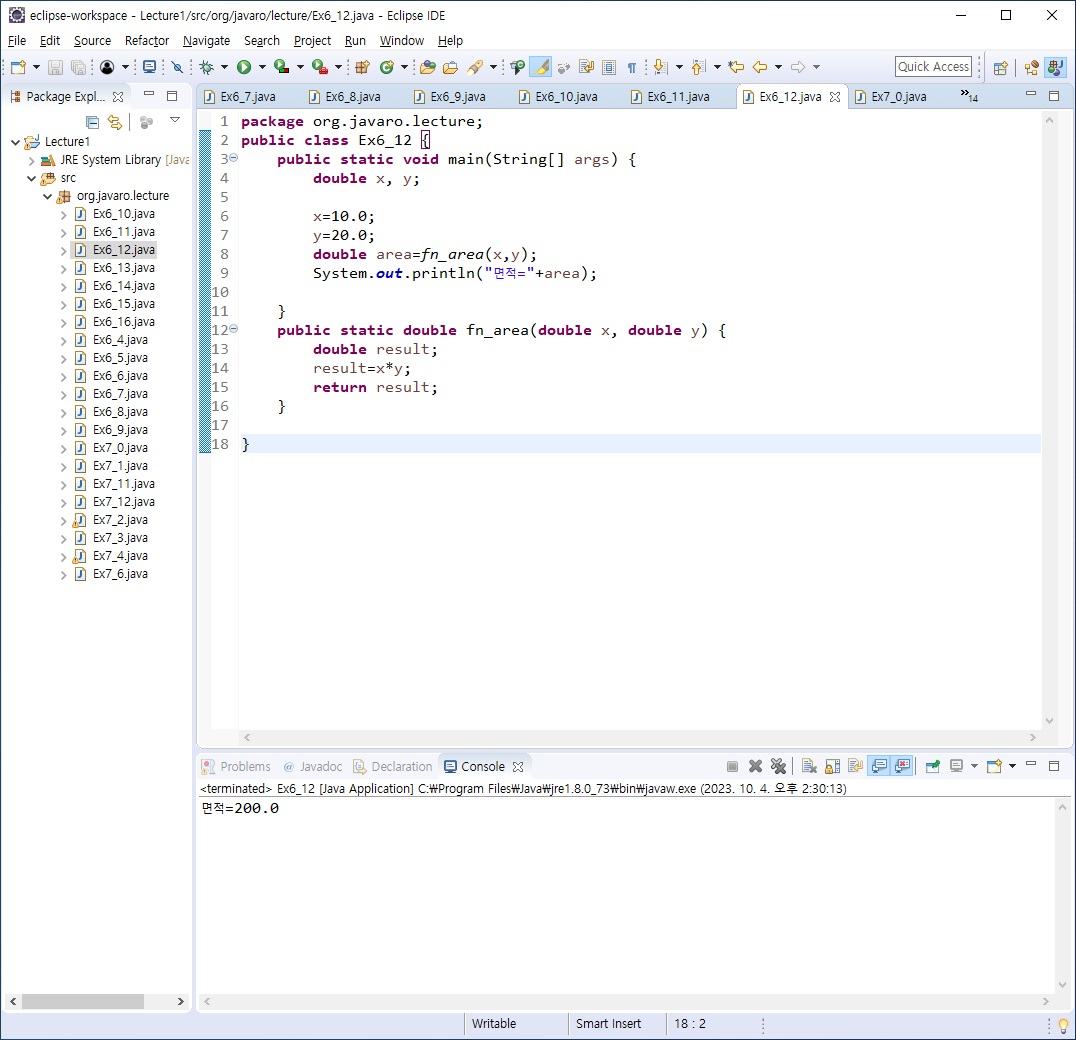 eclipse-workspace - Lecture1/src/org/javaro/lecture/Ex6_12.java - Eclipse IDE
File Edit Source Refactor Navigate Search Project Run Window Help
Quick Access
Package Expl...
Lecture1
JRE System Library [Java
src
org.javaro.lecture
Ex6_10.java
Ex6_11.java
Ex6_12.java
Ex6_13.java
Ex6_14.java
Ex6_15.java
Ex6_16.java
Ex6_4.java
Ex6_5.java
Ex6_6.java
Ex6_7.java
Ex6_8.java
Ex6_9.java
Ex7_0.java
Ex7_1.java
Ex7_11.java
Ex7_12.java
Ex7_2.java
Ex7_3.java
Ex7_4.java
Ex7_6.java
Ex6_7.java Ex6_8.java Ex6_9.java Ex6_10.java Ex6_11.java Ex6_12.java Ex7_0.java »14
1 package org.javaro.lecture;
2 public class Ex6_12 {
3 public static void main(String[] args) {
4 double x, y;
5
6 x=10.0;
7 y=20.0;
8 double area=fn_area(x,y);
9 System.out.println("면적="+area);
10
11 }
12 public static double fn_area(double x, double y) {
13 double result;
14 result=x*y;
15 return result;
16 }
17
18 }
Problems @ Javadoc Declaration Console
<terminated> Ex6_12 [Java Application] C:₩Program Files₩Java₩jre1.8.0_73₩bin₩javaw.exe (2023. 10. 4. 오후 2:30:13)
면적=200.0
Writable Smart Insert 18 : 2